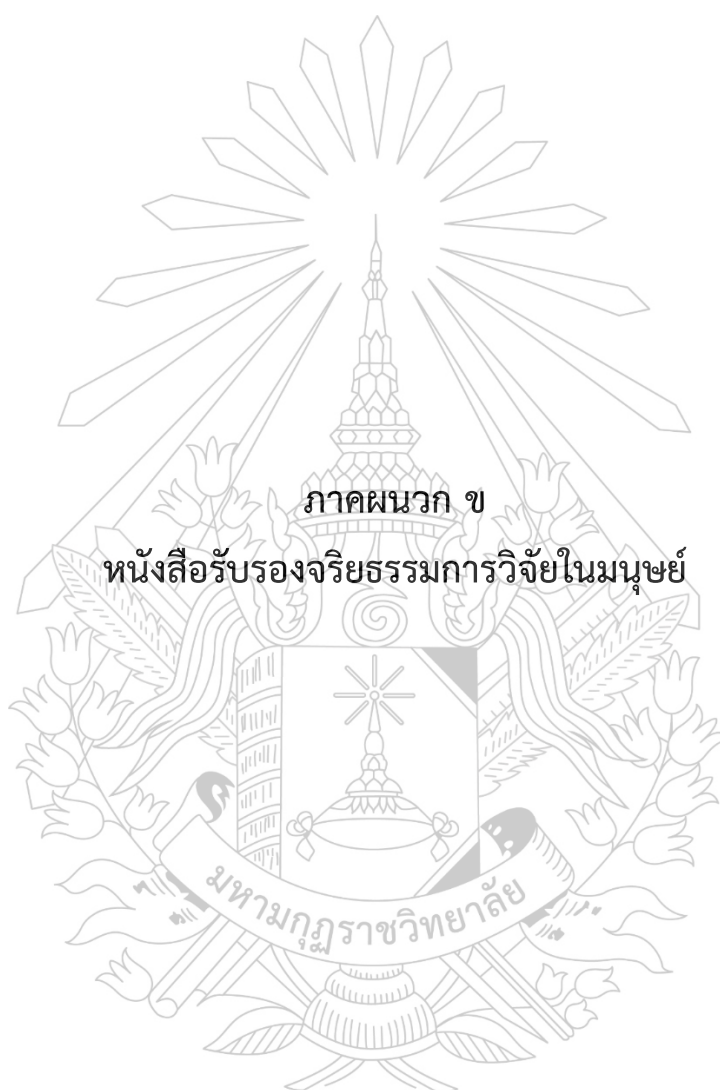 ภาคผนวก ข
หนังสือรับรองจริยธรรมการวิจัยในมนุษย์
มหามกุฏราชวิทยาลัย